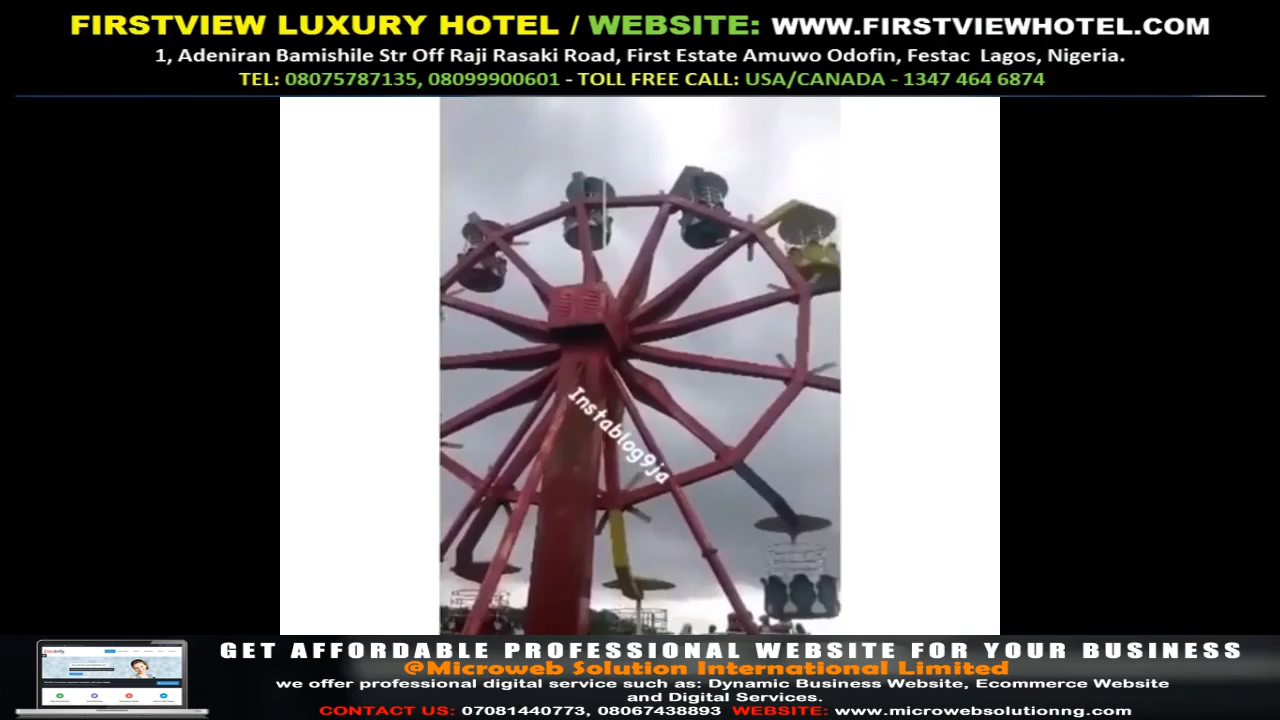 FIRSTVIEW LUXURY HOTEL / WEBSITE: WWW.FIRSTVIEWHOTEL.COM
1, Adeniran Bamishile Str Off Raji Rasaki Road, First Estate Amuwo Odofin, Festac Lagos, Nigeria.
TEL: 08075787135, 08099900601 - TOLL FREE CALL: USA/CANADA - 1347 464 6874
Instablog9ja
GET AFFORDABLE PROFESSIONAL WEBSITE FOR YOUR BUSINESS
@Microweb Solution International Limited
we offer professional digital service such as: Dynamic Business Website, Ecommerce Website
and Digital Services.
CONTACT US: 07081440773, 08067438893 WEBSITE: www.microwebsolutionng.com